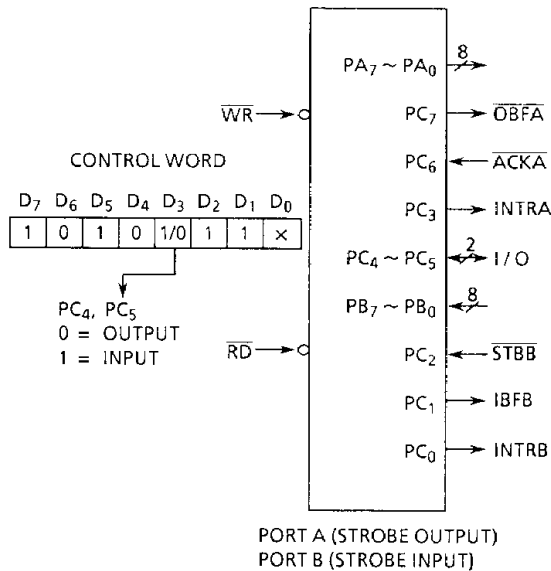 PA7 ~ PA0 8
WR PC7 OBFA
CONTROL WORD PC6 ACKA
D7 D6 D5 D4 D3 D2 D1 D0
1 0 1 0 1/0 1 1 ×
PC3 INTRA
PC4 ~ PC5 2 I/O
PC4, PC5
0 = OUTPUT
1 = INPUT
PB7 ~ PB0 8
RD PC2 STBB
PC1 IBFB
PC0 INTRB
PORT A (STROBE OUTPUT)
PORT B (STROBE INPUT)